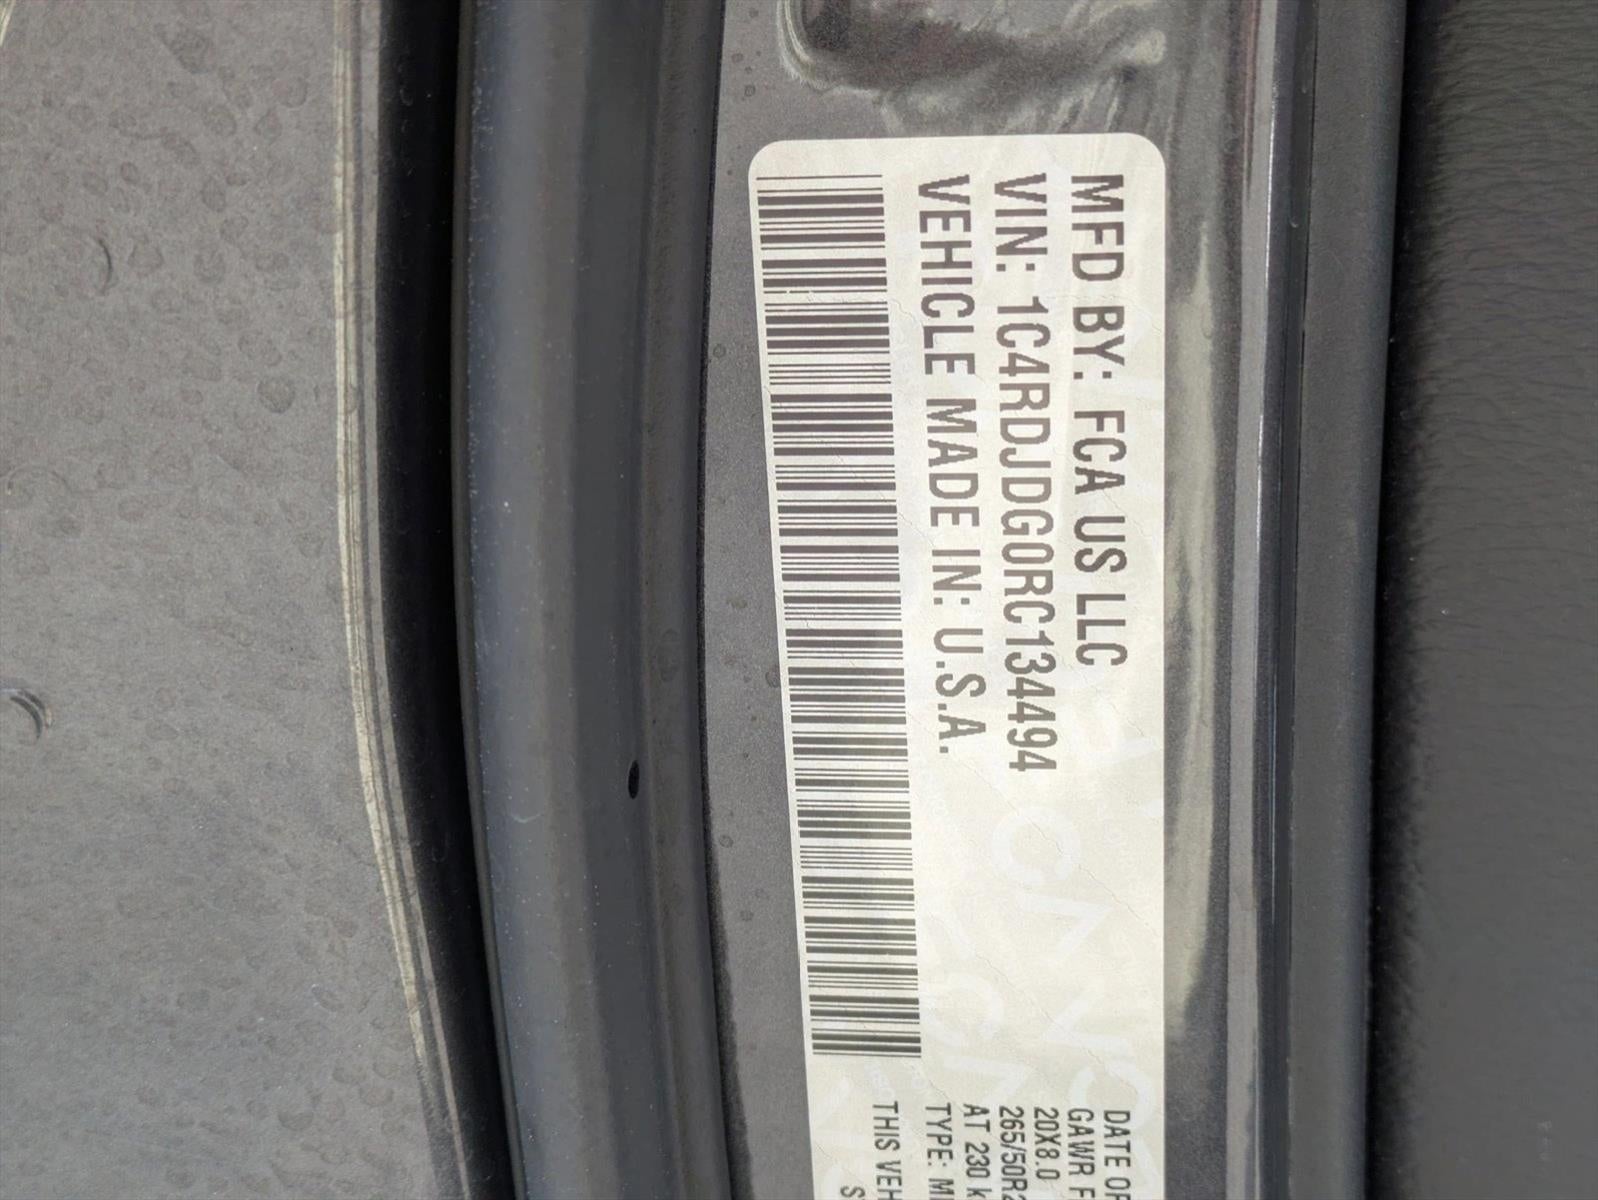 MFD BY: FCA US LLC
VIN: 1C4RDJDG0RC134494
VEHICLE MADE IN: U.S.A.
DATE OF
GAWR F
20X8.0
265/50R2
AT 230 k
TYPE: M
THIS VEH
S